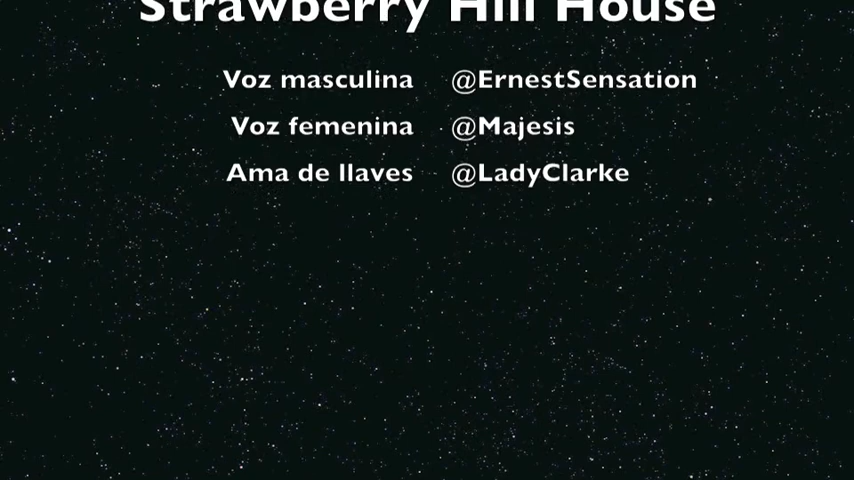 Strawberry Hill House
Voz masculina @ErnestSensation
Voz femenina @Majesis
Ama de llaves @LadyClarke